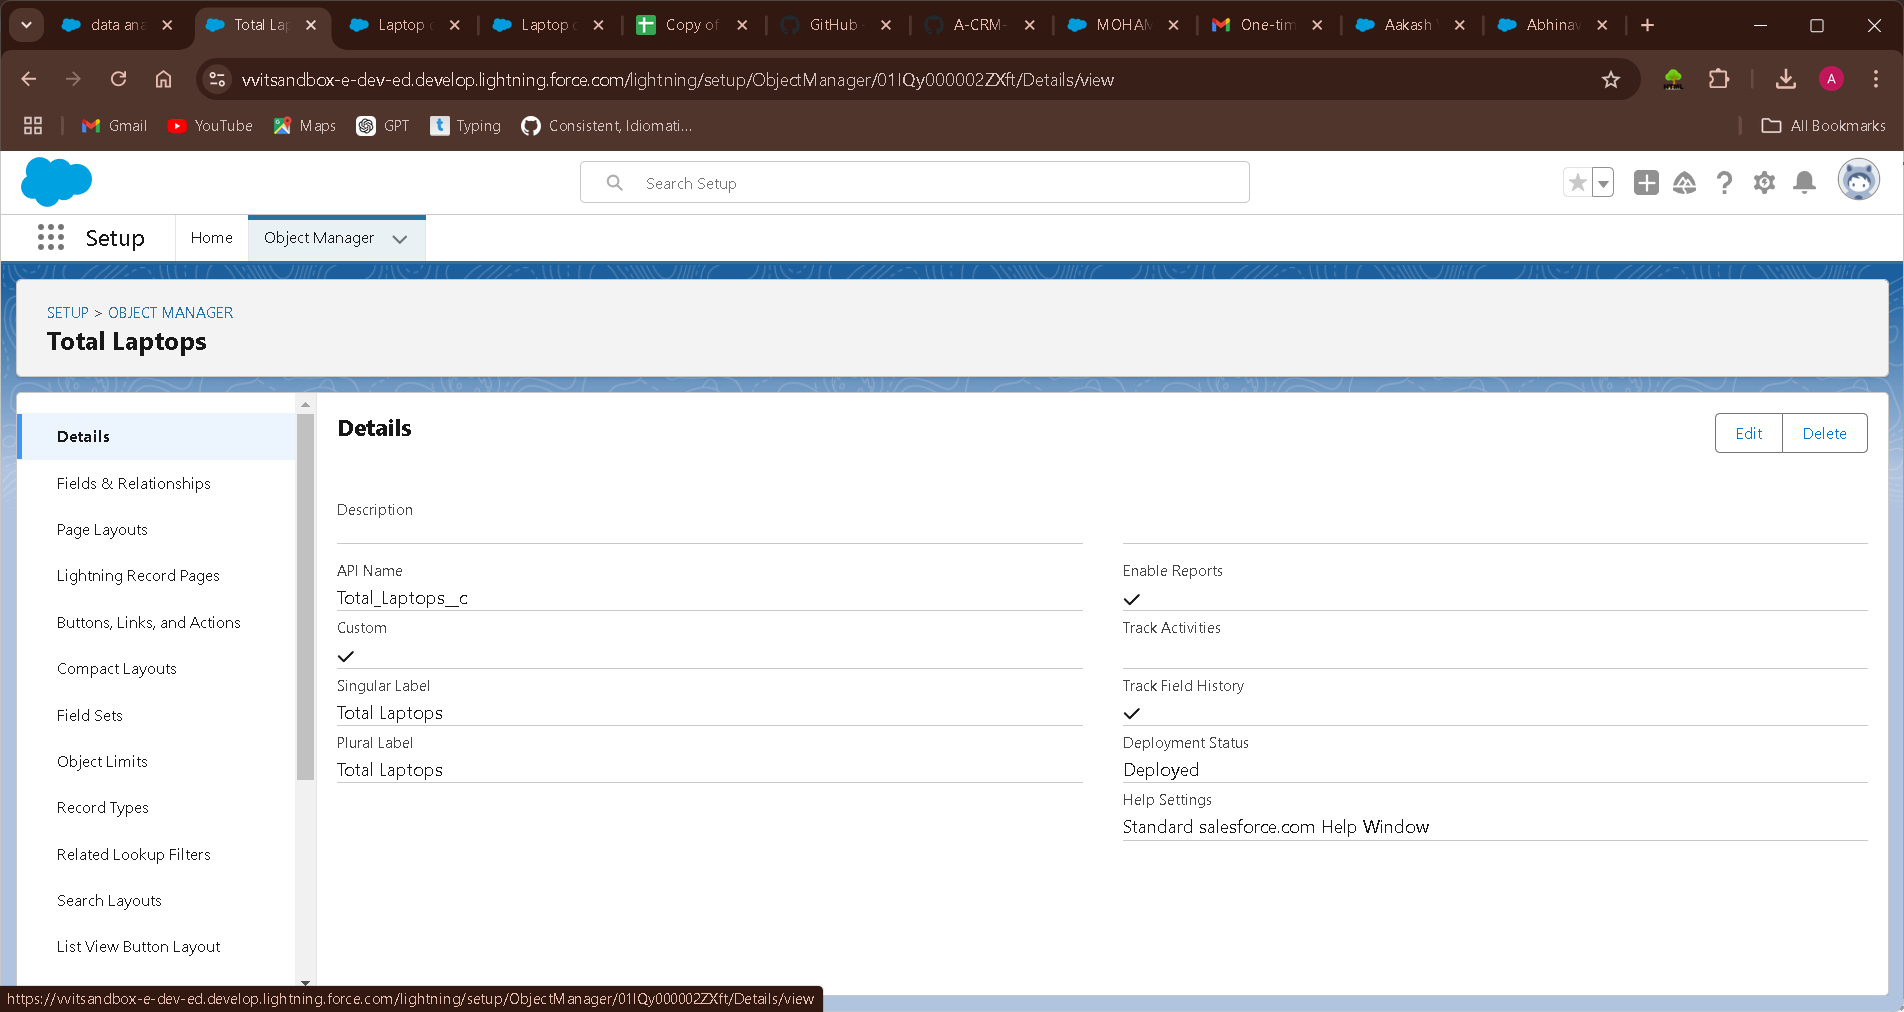 data ana
Total Lap
Laptop c
Laptop c
Copy of
GitHub
A-CRM-
MOHAM
One-tim
Aakash
Abhinav
vvitsandbox-e-dev-ed.develop.lightning.force.com/lightning/setup/ObjectManager/01IQy000002ZXft/Details/view
A
Gmail
YouTube
Maps
GPT
Typing
Consistent, Idiomati...
All Bookmarks
Search Setup
Setup
Home
Object Manager
SETUP > OBJECT MANAGER
Total Laptops
Details
Fields & Relationships
Page Layouts
Lightning Record Pages
Buttons, Links, and Actions
Compact Layouts
Field Sets
Object Limits
Record Types
Related Lookup Filters
Search Layouts
List View Button Layout
Details
Edit
Delete
Description
API Name
Total_Laptops__c
Custom
Singular Label
Total Laptops
Plural Label
Total Laptops
Enable Reports
Track Activities
Track Field History
Deployment Status
Deployed
Help Settings
Standard salesforce.com Help Window
https://vvitsandbox-e-dev-ed.develop.lightning.force.com/lightning/setup/ObjectManager/01IQy000002ZXft/Details/view